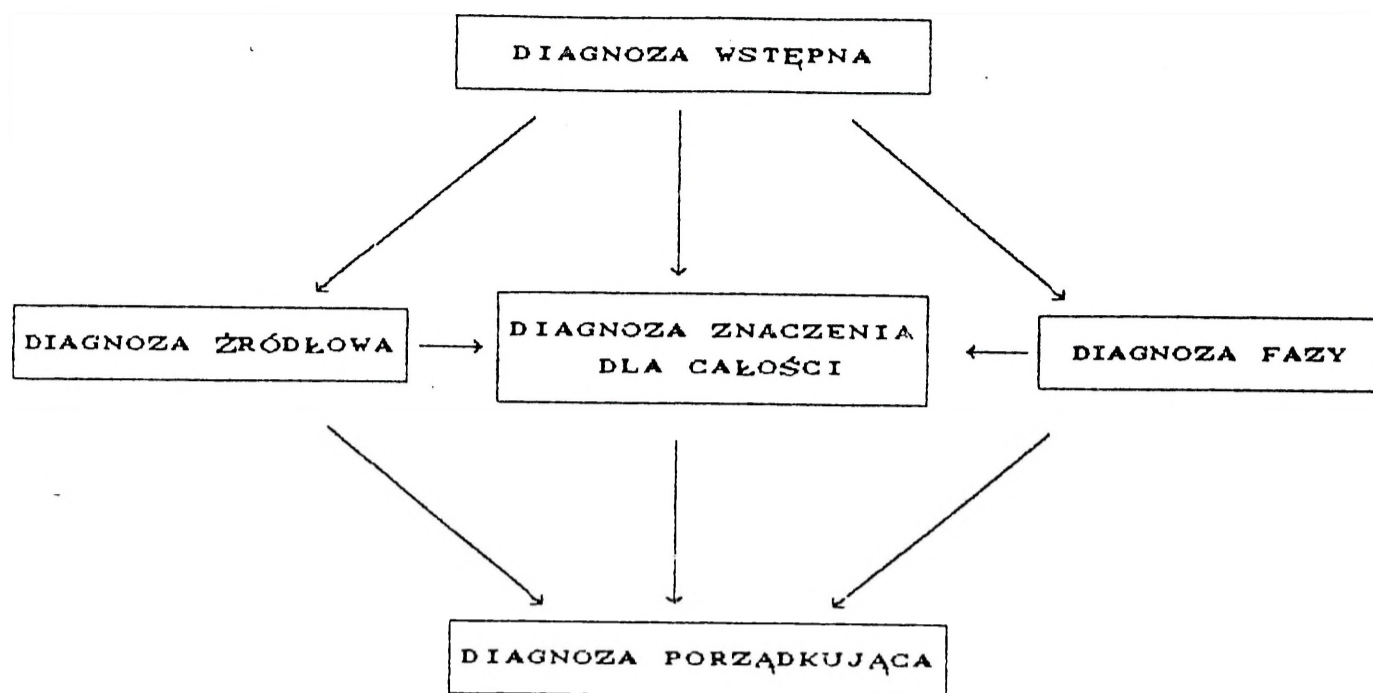 DIAGNOZA WSTĘPNA
DIAGNOZA ŹRÓDŁOWA
DIAGNOZA ZNACZENIA
DLA CAŁOŚCI
DIAGNOZA FAZY
DIAGNOZA PORZĄDKUJĄCA